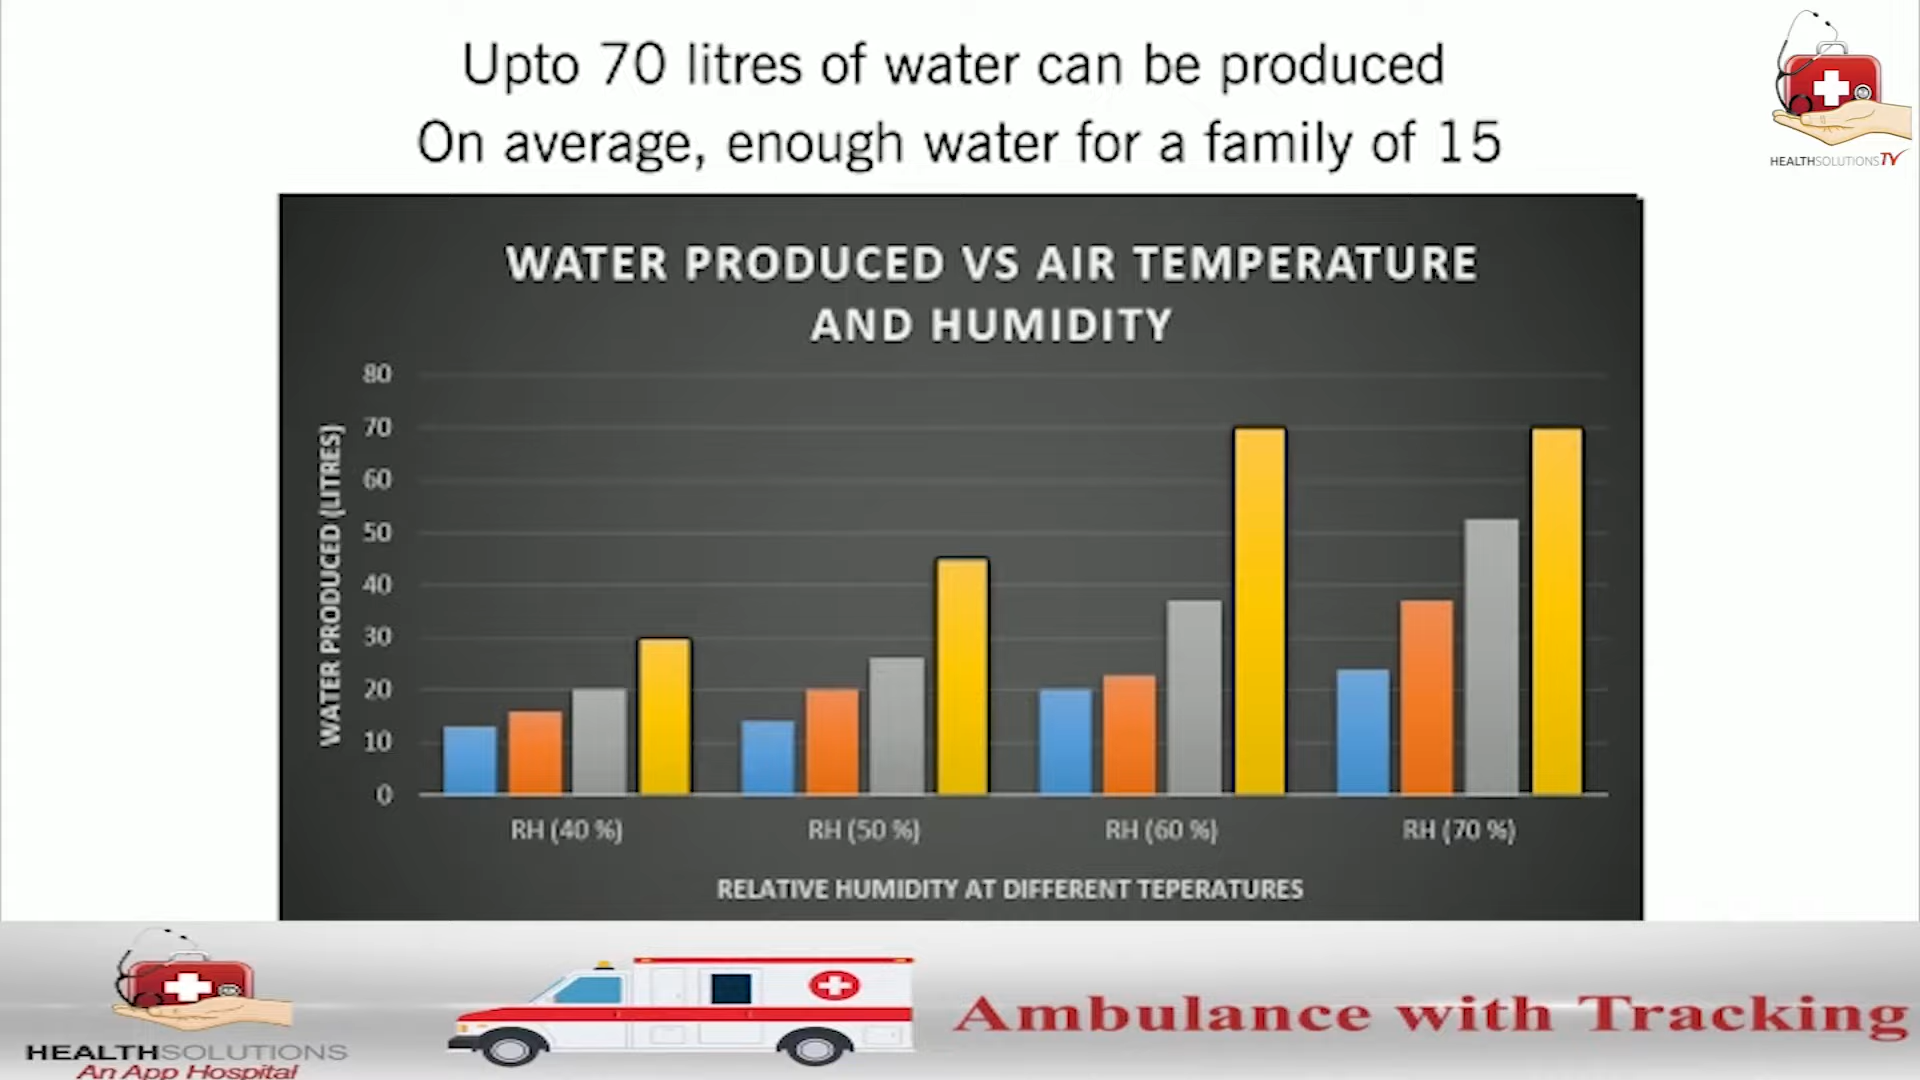 Upto 70 litres of water can be produced
On average, enough water for a family of 15
HEALTHSOLUTIONSTV
WATER PRODUCED VS AIR TEMPERATURE
AND HUMIDITY
WATER PRODUCED (LITRES)
80
70
60
50
40
30
20
10
0
RH (40 %) RH (50 %) RH (60 %) RH (70 %)
RELATIVE HUMIDITY AT DIFFERENT TEPERATURES
HEALTHSOLUTIONS
An App Hospital
Ambulance with Tracking